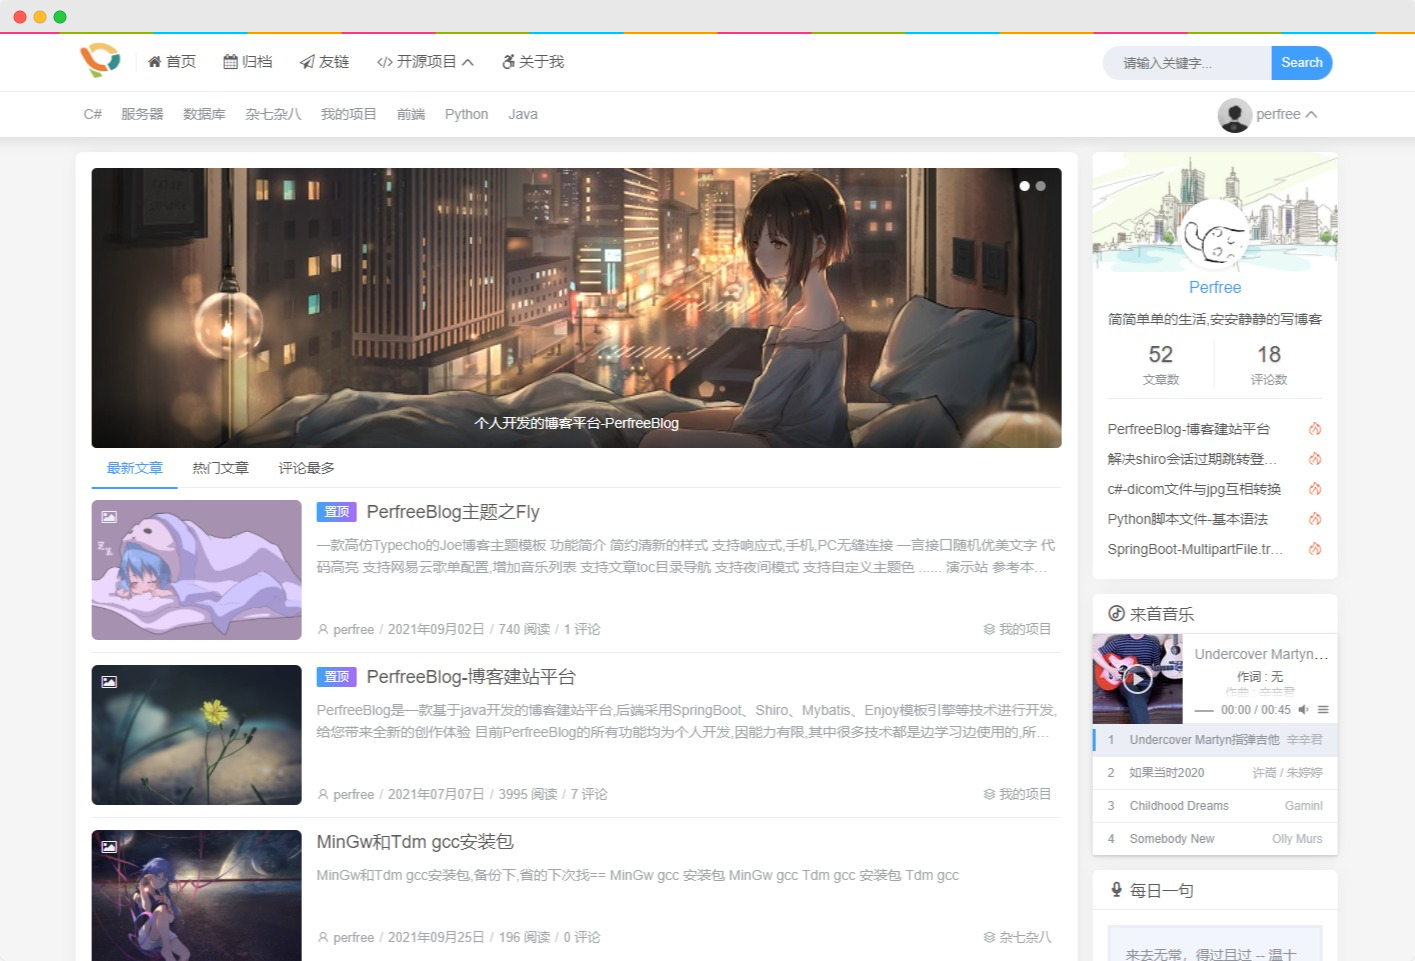 首页 归档 友链 开源项目 关于我 请输入关键字... Search
C# 服务器 数据库 杂七杂八 我的项目 前端 Python Java perfree
个人开发的博客平台-PerfreeBlog
最新文章 热门文章 评论最多
置顶 PerfreeBlog主题之Fly
一款高仿Typecho的Joe博客主题模板 功能简介 简约清新的样式 支持响应式,手机,PC无缝连接 一言接口随机优美文字 代
码高亮 支持网易云歌单配置,增加音乐列表 支持文章toc目录导航 支持夜间模式 支持自定义主题色 ...... 演示站 参考本...
perfree / 2021年09月02日 / 740 阅读 / 1 评论 我的项目
置顶 PerfreeBlog-博客建站平台
PerfreeBlog是一款基于java开发的博客建站平台,后端采用SpringBoot、Shiro、Mybatis、Enjoy模板引擎等技术进行开发,
给您带来全新的创作体验 目前PerfreeBlog的所有功能均为个人开发,因能力有限,其中很多技术都是边学习边使用的,所...
perfree / 2021年07月07日 / 3995 阅读 / 7 评论 我的项目
MinGw和Tdm gcc安装包
MinGw和Tdm gcc安装包,备份下,省的下次找== MinGw gcc 安装包 MinGw gcc Tdm gcc 安装包 Tdm gcc
perfree / 2021年09月25日 / 196 阅读 / 0 评论 杂七杂八
Perfree
简简单单的生活,安安静静的写博客
52 18
文章数 评论数
PerfreeBlog-博客建站平台
解决shiro会话过期跳转登...
c#-dicom文件与jpg互相转换
Python脚本文件-基本语法
SpringBoot-MultipartFile.tr...
来首音乐
Undercover Martyn...
作词 : 无
作曲 : 辛辛君
00:00 / 00:45
1 Undercover Martyn指弹吉他 辛辛君
2 如果当时2020 许嵩 / 朱婷婷
3 Childhood Dreams GaminI
4 Somebody New Olly Murs
每日一句
来去无常，得过且过 -- 温十